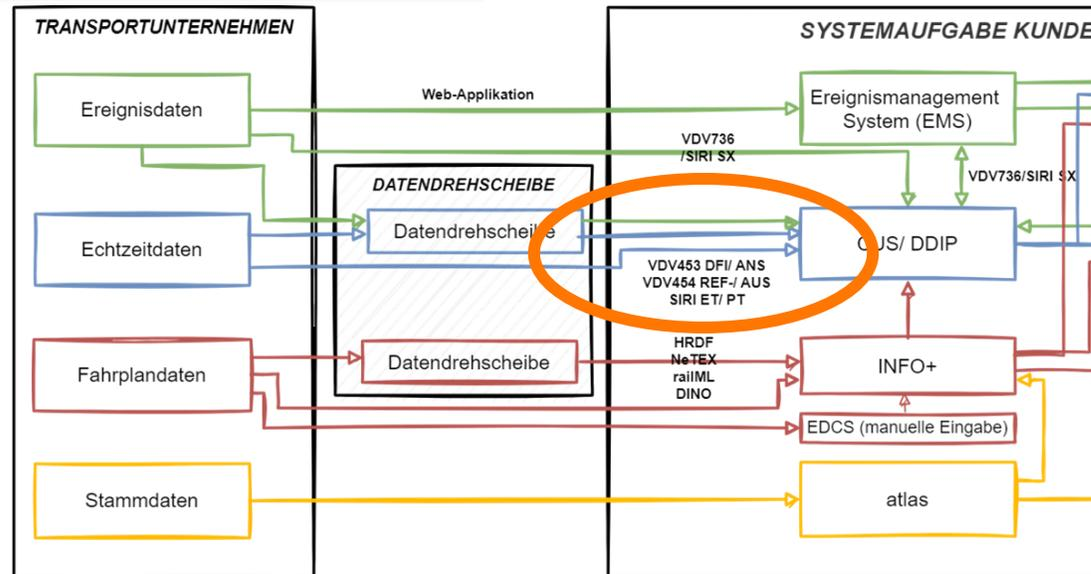 TRANSPORTUNTERNEHMEN
SYSTEMAUFGABE KUNDE
Ereignisdaten
Web-Applikation
Ereignismanagement
System (EMS)
VDV736
/SIRI SX
VDV736/SIRI SX
DATENDREHSCHEIBE
Echtzeitdaten
Datendrehscheibe
CUS/ DDIP
VDV453 DFI/ ANS
VDV454 REF-/ AUS
SIRI ET/ PT
Fahrplandaten
Datendrehscheibe
HRDF
NeTEX
railML
DINO
INFO+
EDCS (manuelle Eingabe)
Stammdaten
atlas